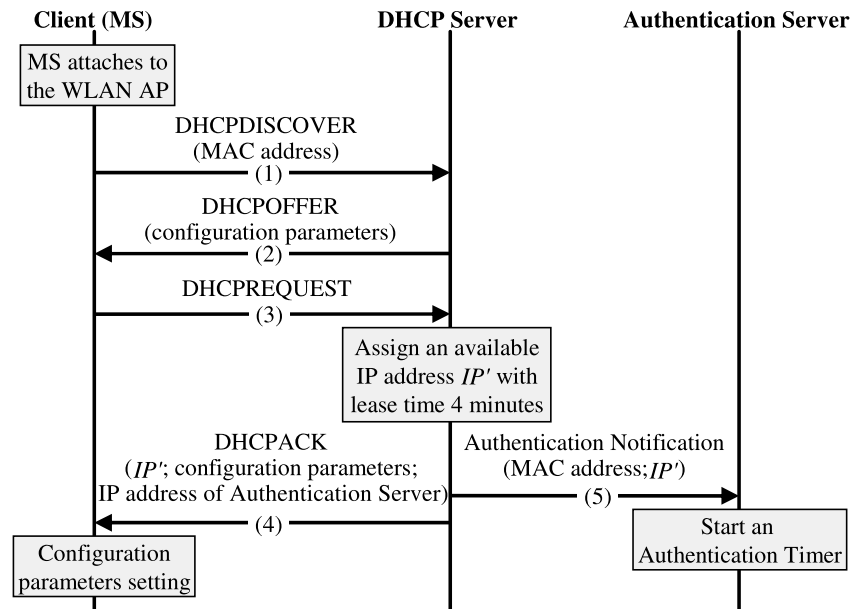 Client (MS)
DHCP Server
Authentication Server
MS attaches to
the WLAN AP
DHCPDISCOVER
(MAC address)
(1)
DHCPOFFER
(configuration parameters)
(2)
DHCPREQUEST
(3)
Assign an available
IP address IP' with
lease time 4 minutes
DHCPACK
(IP'; configuration parameters;
IP address of Authentication Server)
(4)
Authentication Notification
(MAC address;IP')
(5)
Start an
Authentication Timer
Configuration
parameters setting